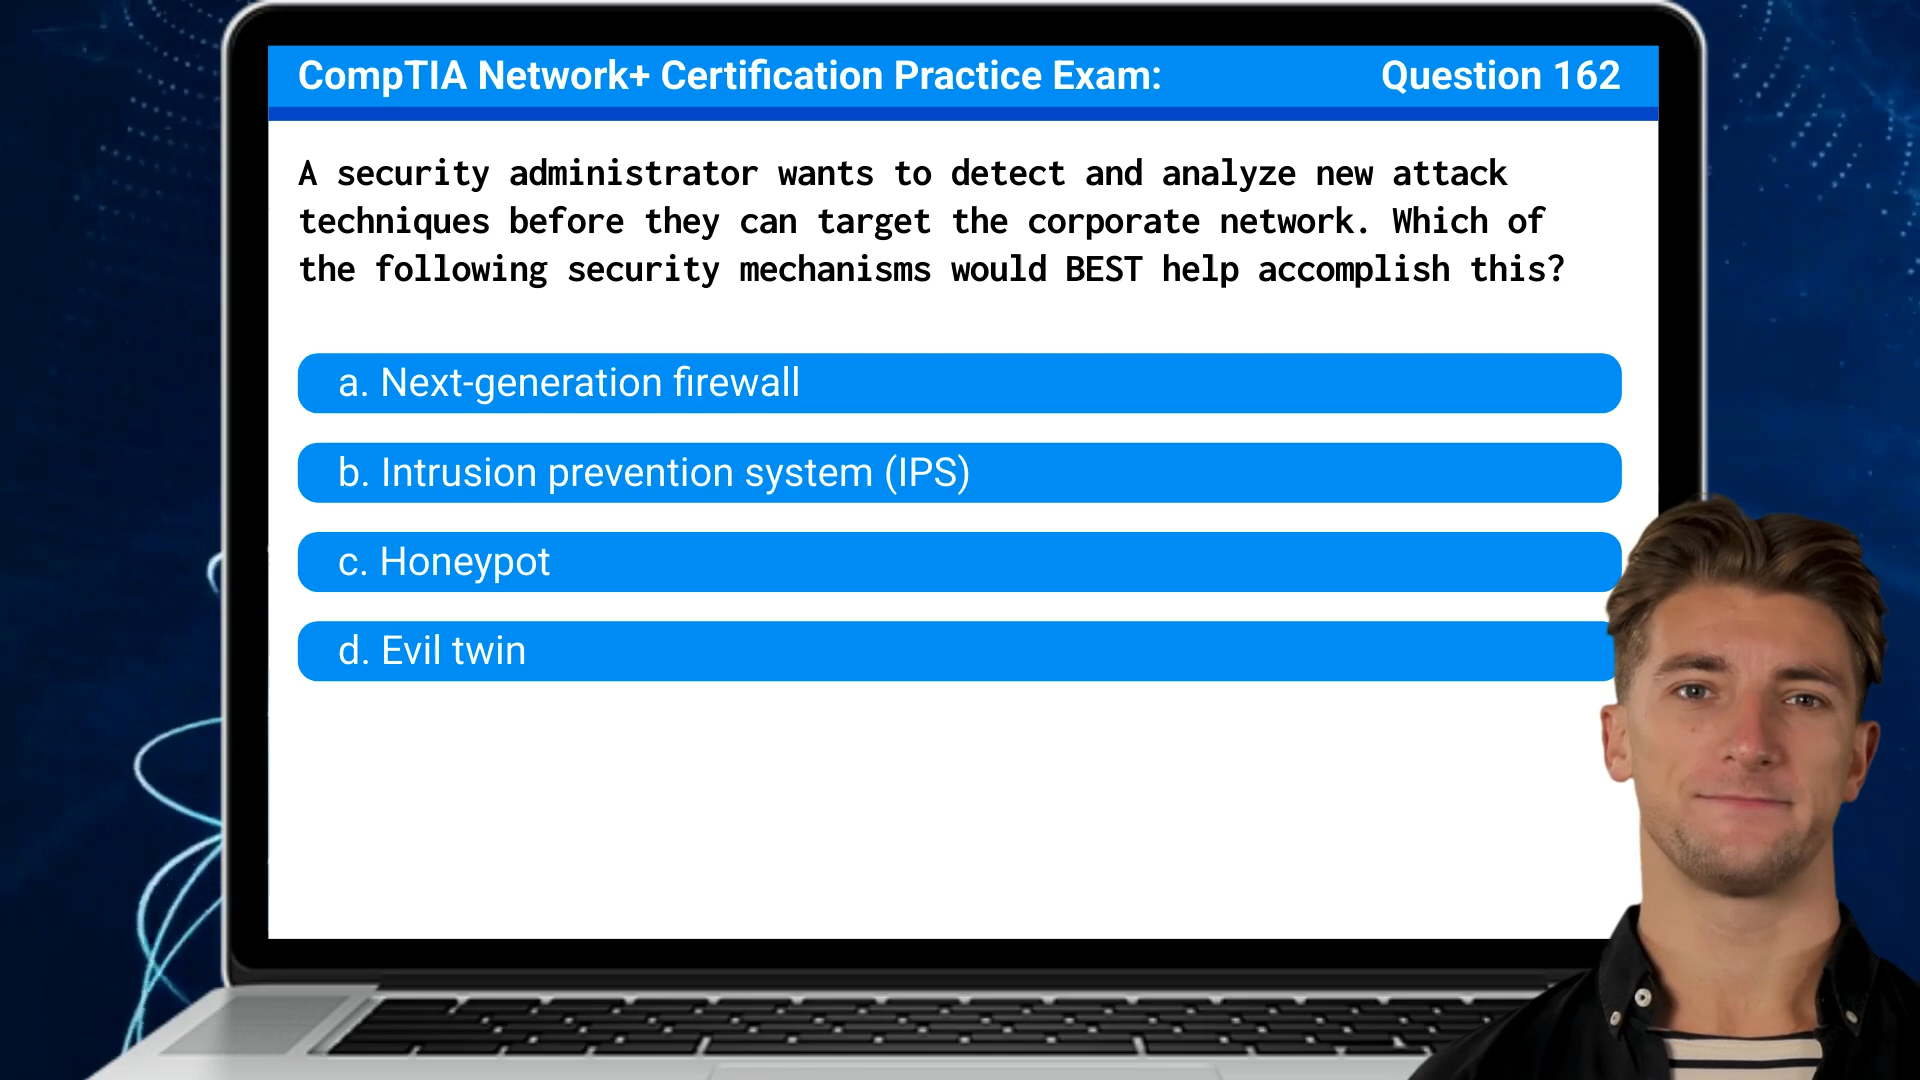 CompTIA Network+ Certification Practice Exam:
Question 162
A security administrator wants to detect and analyze new attack
techniques before they can target the corporate network. Which of
the following security mechanisms would BEST help accomplish this?
a. Next-generation firewall
b. Intrusion prevention system (IPS)
c. Honeypot
d. Evil twin